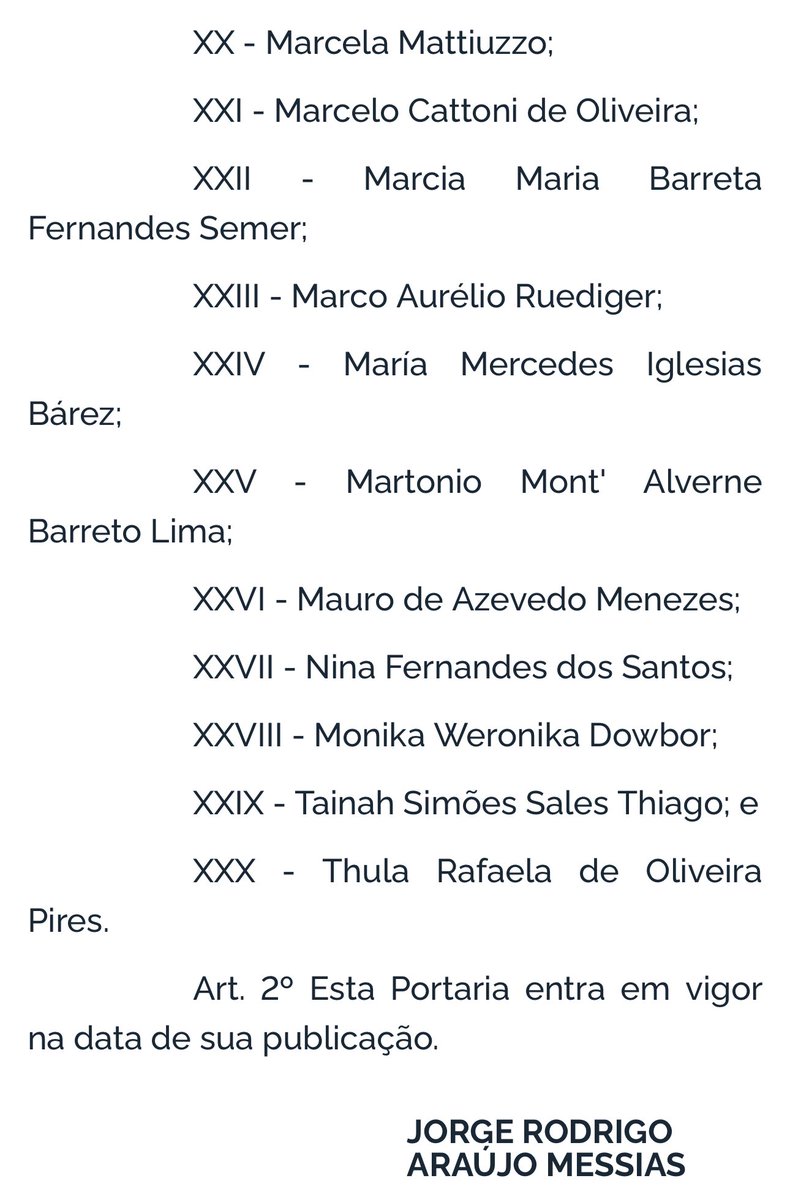 XX - Marcela Mattiuzzo;
XXI - Marcelo Cattoni de Oliveira;
XXII - Marcia Maria Barreta
Fernandes Semer;
XXIII - Marco Aurélio Ruediger;
XXIV - María Mercedes Iglesias
Bárez;
XXV - Martonio Mont' Alverne
Barreto Lima;
XXVI - Mauro de Azevedo Menezes;
XXVII - Nina Fernandes dos Santos;
XXVIII - Monika Weronika Dowbor;
XXIX - Tainah Simões Sales Thiago; e
XXX - Thula Rafaela de Oliveira
Pires.
Art. 2º Esta Portaria entra em vigor
na data de sua publicação.
JORGE RODRIGO
ARAÚJO MESSIAS